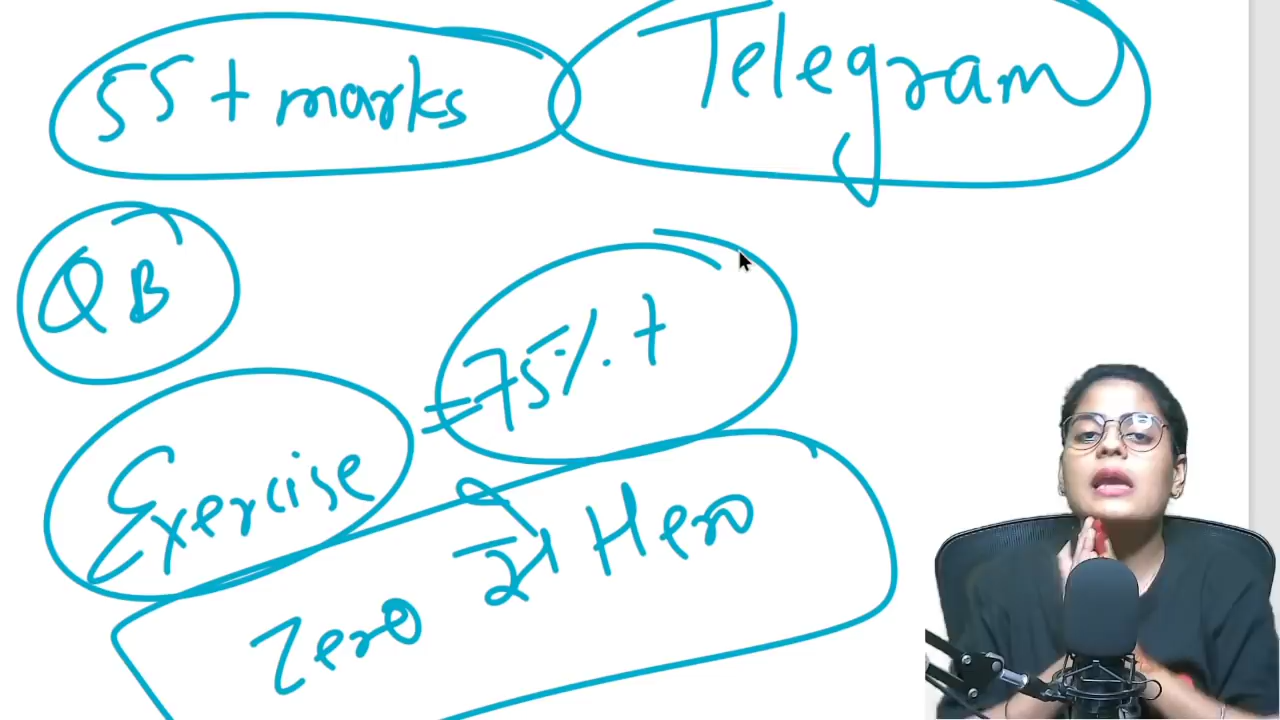 55+ marks
Telegram
QB
Exercise
= 75%. +
Zero से Hero